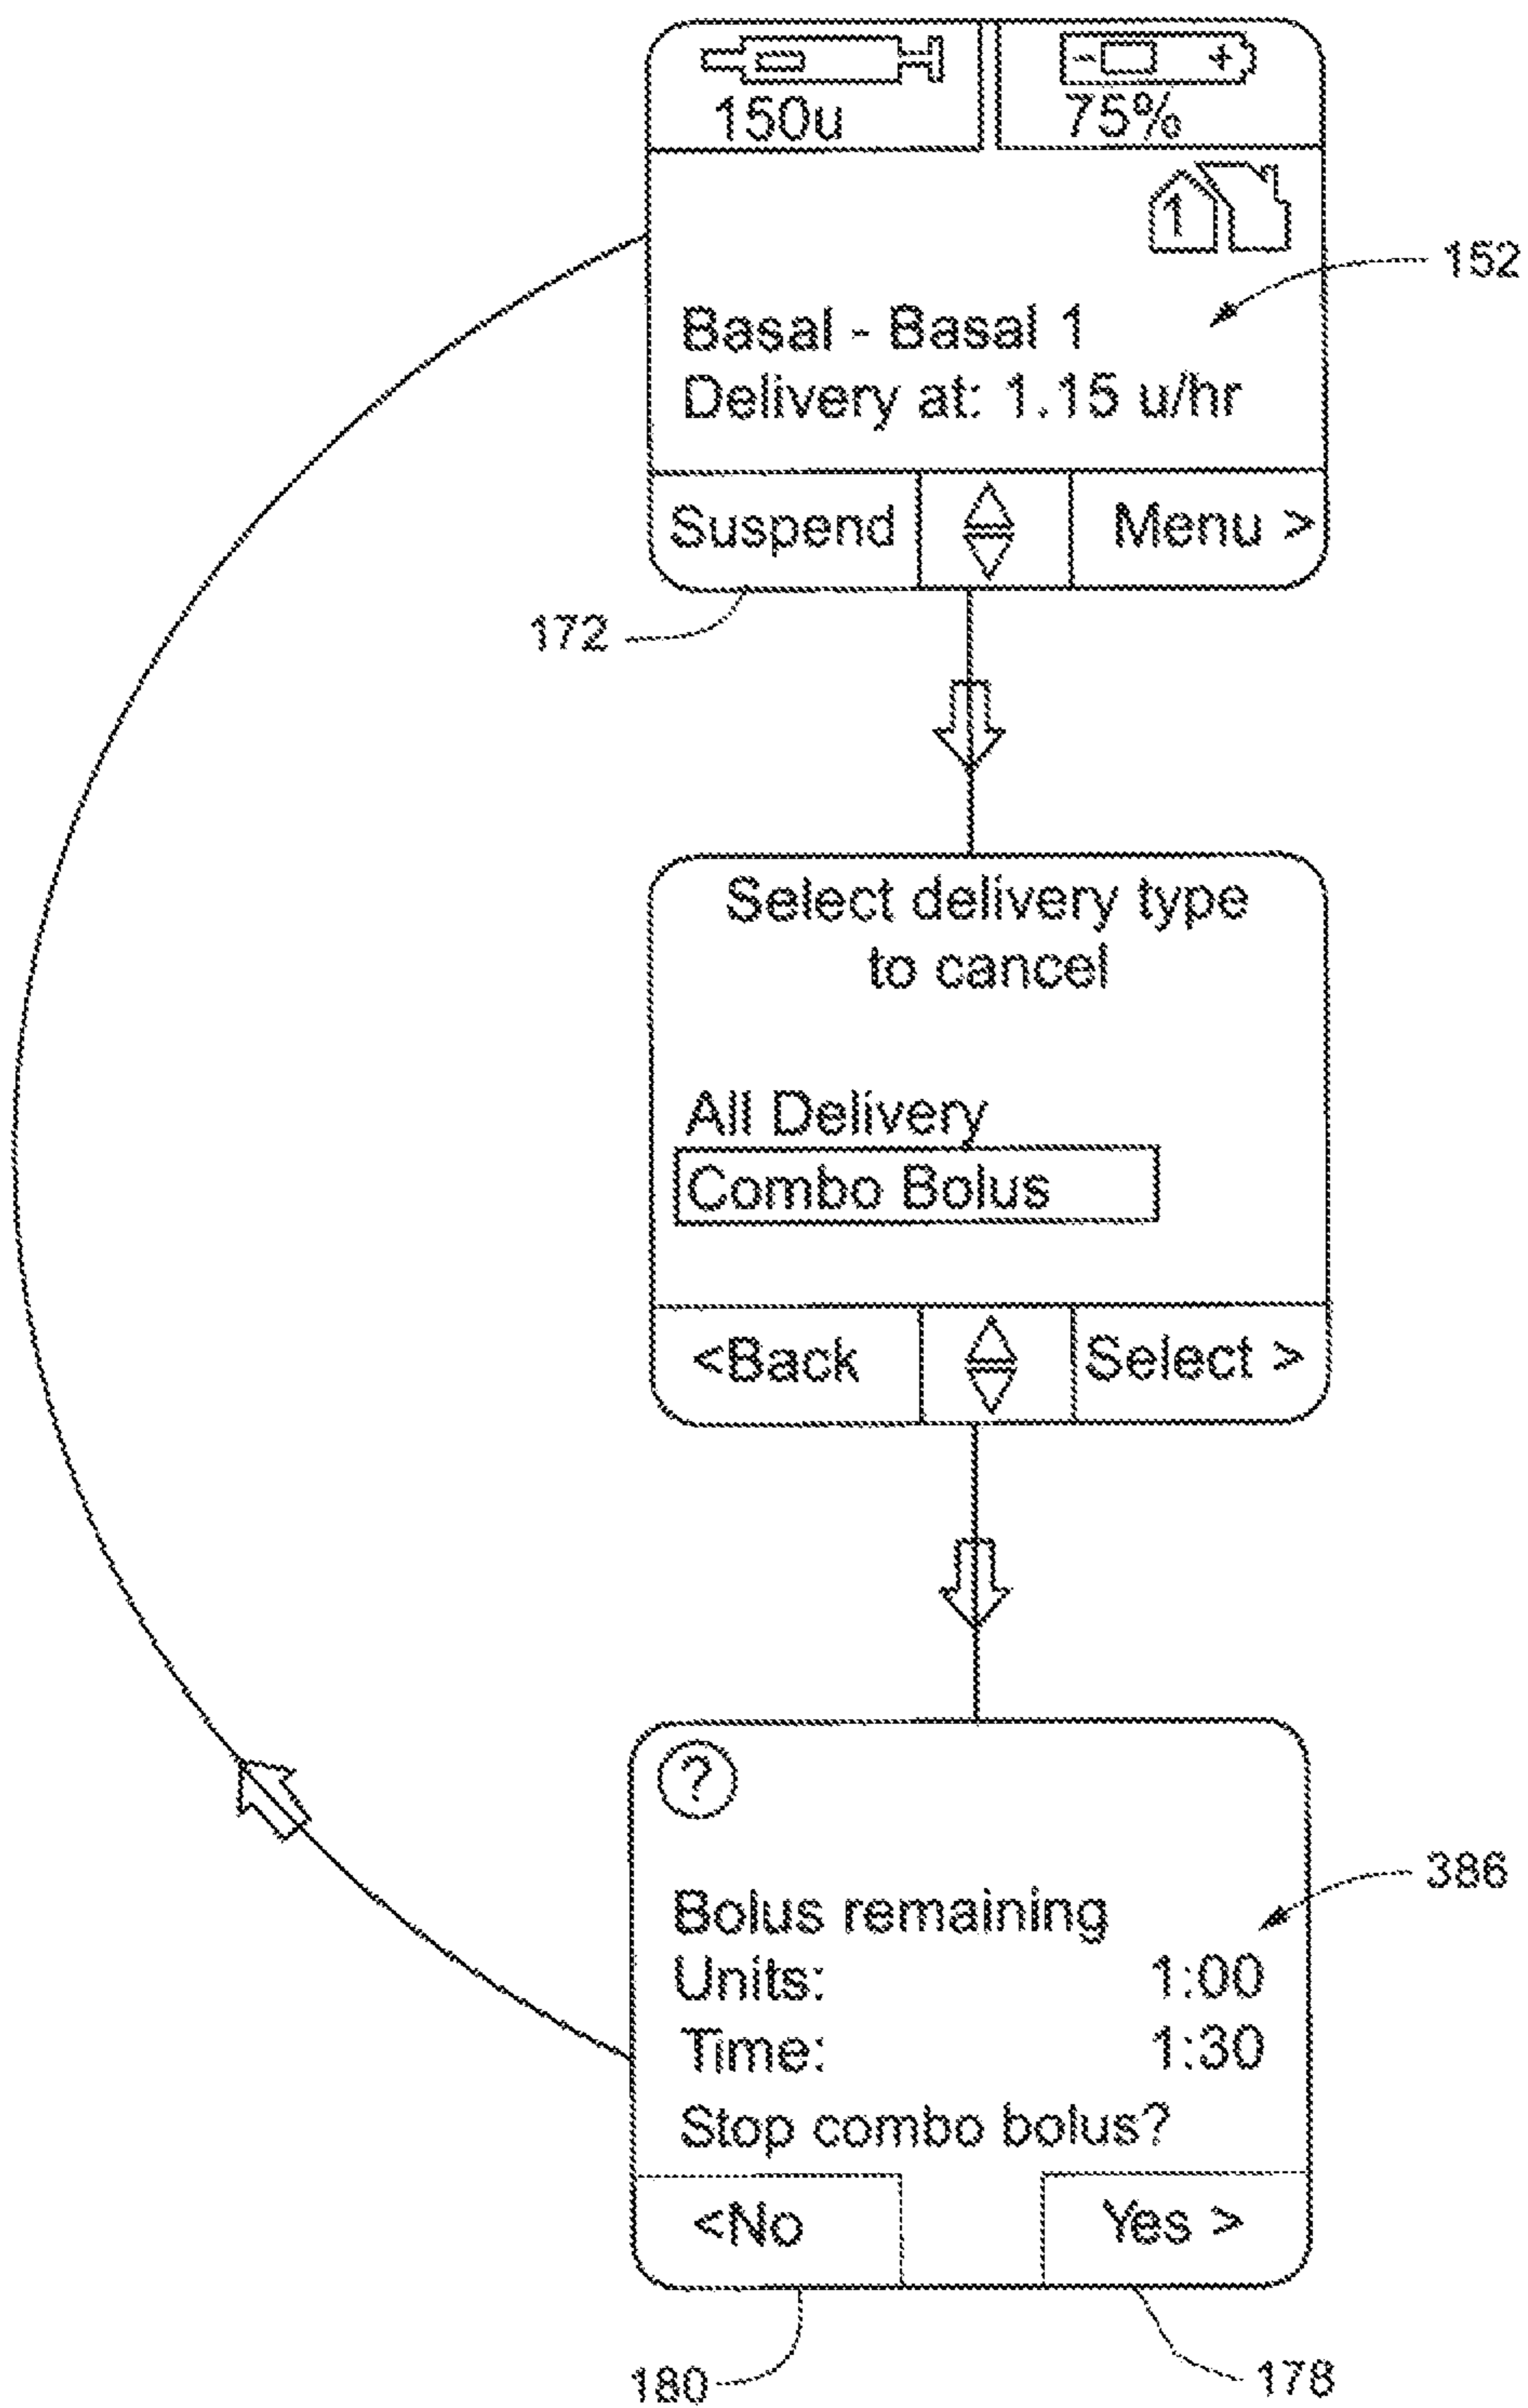 150u
75%
1
152
Basal - Basal 1
Delivery at: 1.15 u/hr
Suspend
Menu >
172
Select delivery type
to cancel
All Delivery
Combo Bolus
<Back
Select >
?
386
Bolus remaining
Units: 1:00
Time: 1:30
Stop combo bolus?
<No
Yes >
180
178